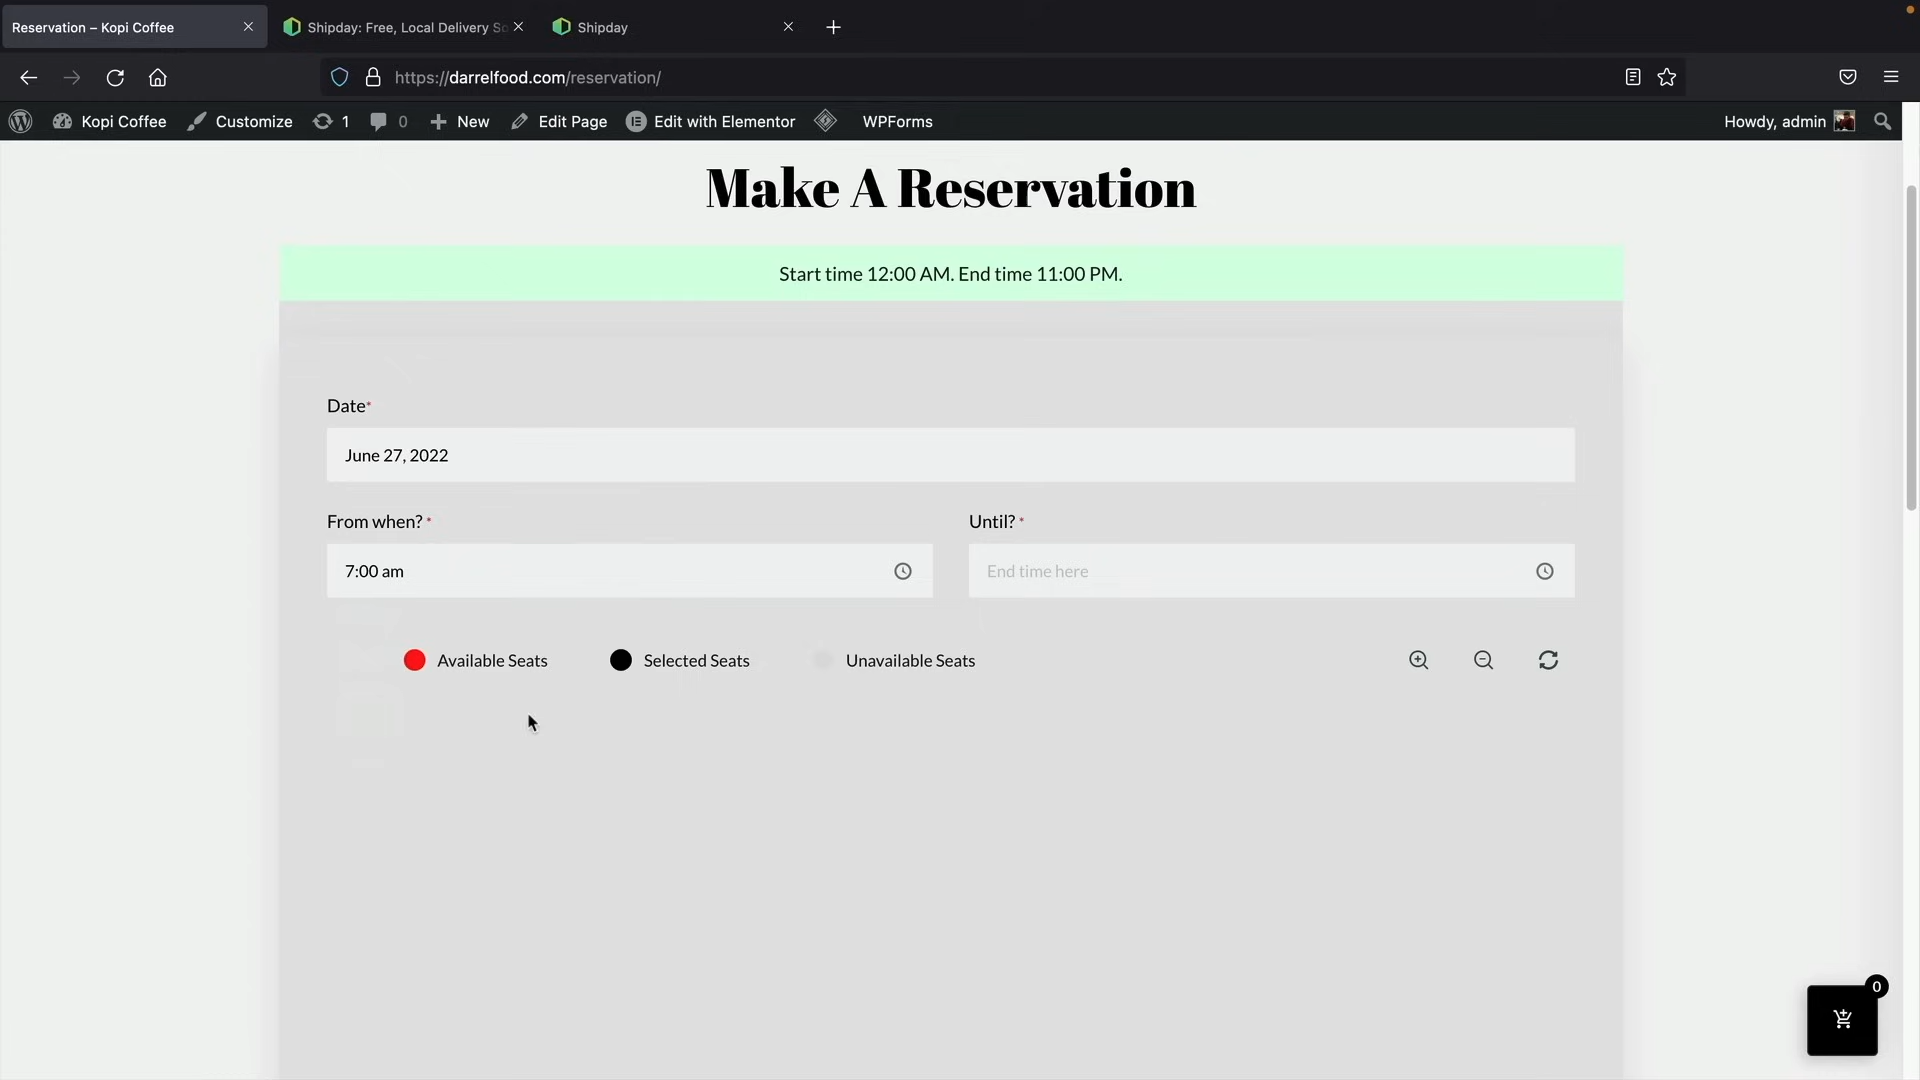 Reservation – Kopi Coffee
Shipday: Free, Local Delivery So
Shipday
https://darrelfood.com/reservation/
Kopi Coffee
Customize
1
0
New
Edit Page
Edit with Elementor
WPForms
Howdy, admin
Make A Reservation
Start time 12:00 AM. End time 11:00 PM.
Date*
June 27, 2022
From when? *
Until? *
7:00 am
End time here
Available Seats
Selected Seats
Unavailable Seats
0